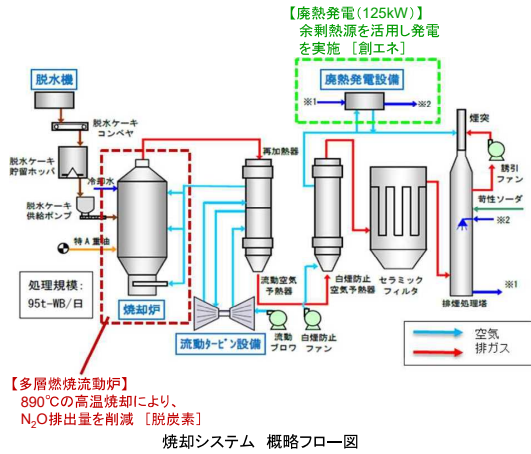 【廃熱発電(125kW)】
余剰熱源を活用し発電
を実施 [創エネ]
脱水機
廃熱発電設備
※1
※2
煙突
脱水ケーキ
コンベヤ
再加熱器
脱水ケーキ
貯留ホッパ
冷却水
誘引
ファン
脱水ケーキ
供給ポンプ
苛性ソーダ
※2
特A重油
処理規模:
95t-WB/日
流動空気
予熱器
白煙防止
空気予熱器
セラミック
フィルタ
※1
排煙処理塔
焼却炉
流動タービン設備
流動
ブロワ
白煙防止
ファン
空気
排ガス
【多層燃焼流動炉】
890℃の高温焼却により、
N2O排出量を削減 [脱炭素]
焼却システム 概略フロー図